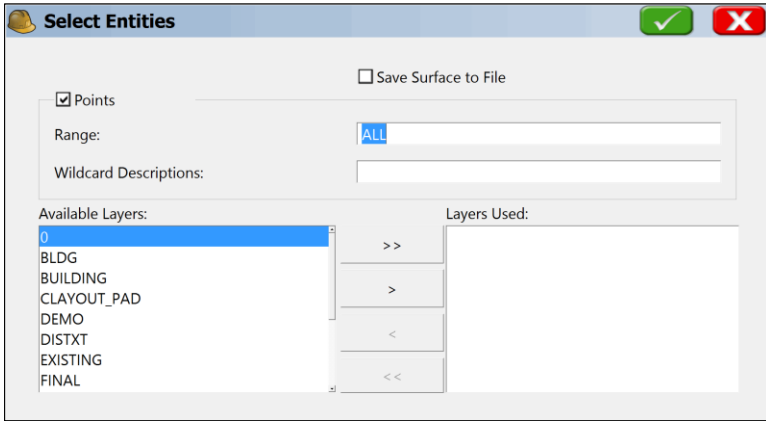 Select Entities
Save Surface to File
Points
Range:
ALL
Wildcard Descriptions:
Available Layers:
Layers Used:
0
BLDG
BUILDING
CLAYOUT_PAD
DEMO
DISTXT
EXISTING
FINAL
>>
>
<
<<